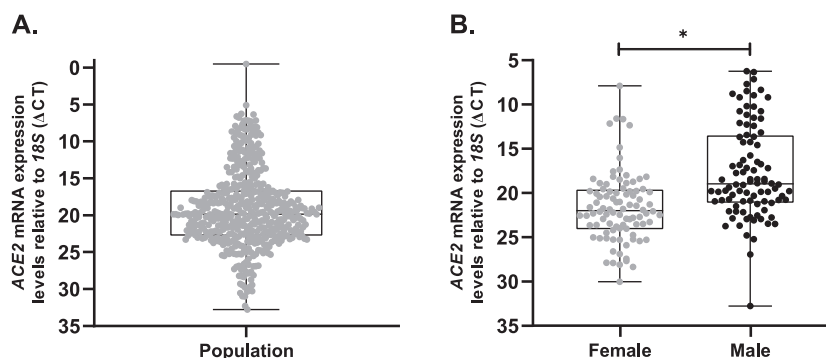 A.
ACE2 mRNA expression
levels relative to 18S (ΔCT)
0
5
10
15
20
25
30
35
Population
B.
ACE2 mRNA expression
levels relative to 18S (ΔCT)
5
10
15
20
25
30
35
*
Female Male